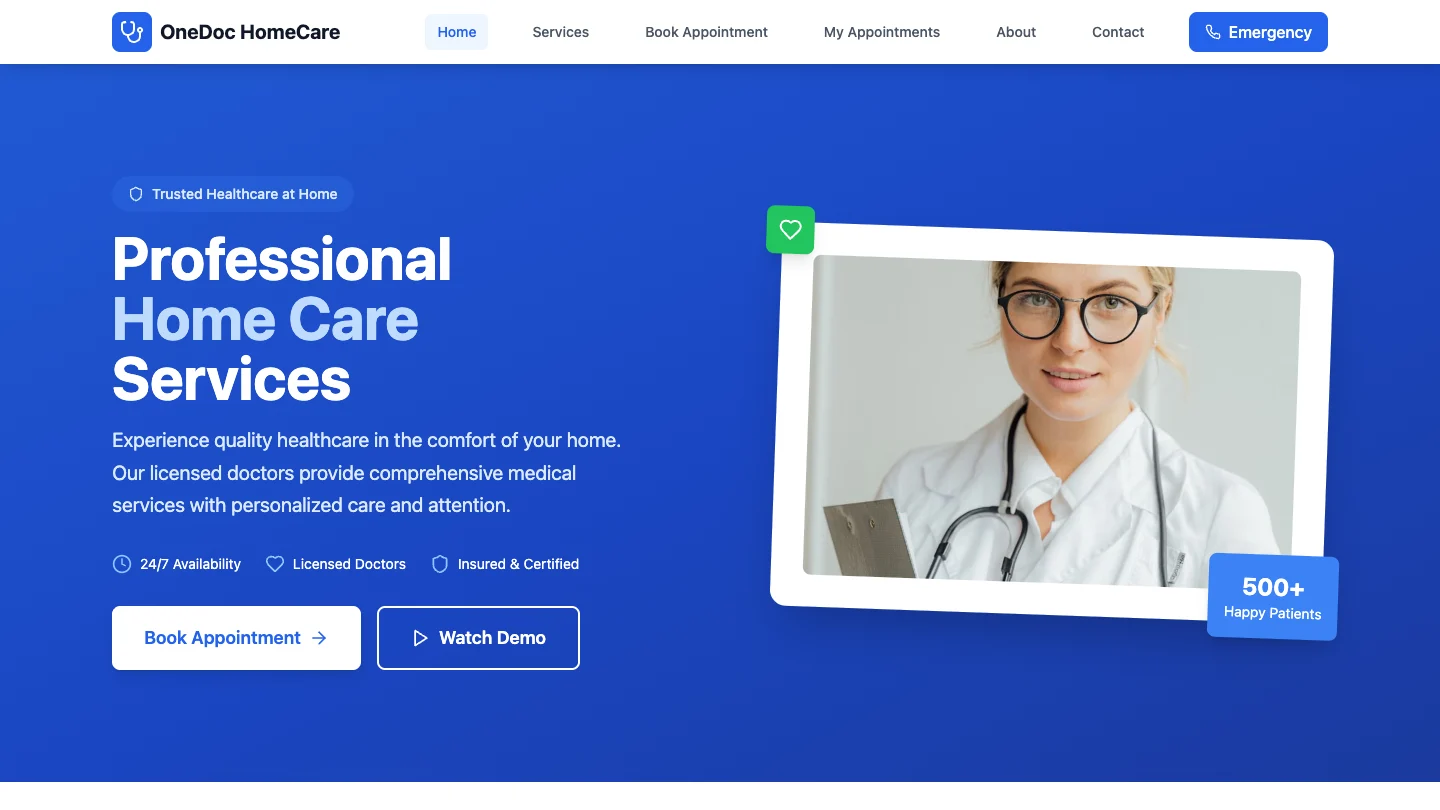 OneDoc HomeCare
Home
Services
Book Appointment
My Appointments
About
Contact
Emergency
Trusted Healthcare at Home
Professional
Home Care
Services
Experience quality healthcare in the comfort of your home.
Our licensed doctors provide comprehensive medical
services with personalized care and attention.
24/7 Availability
Licensed Doctors
Insured & Certified
Book Appointment
Watch Demo
500+
Happy Patients